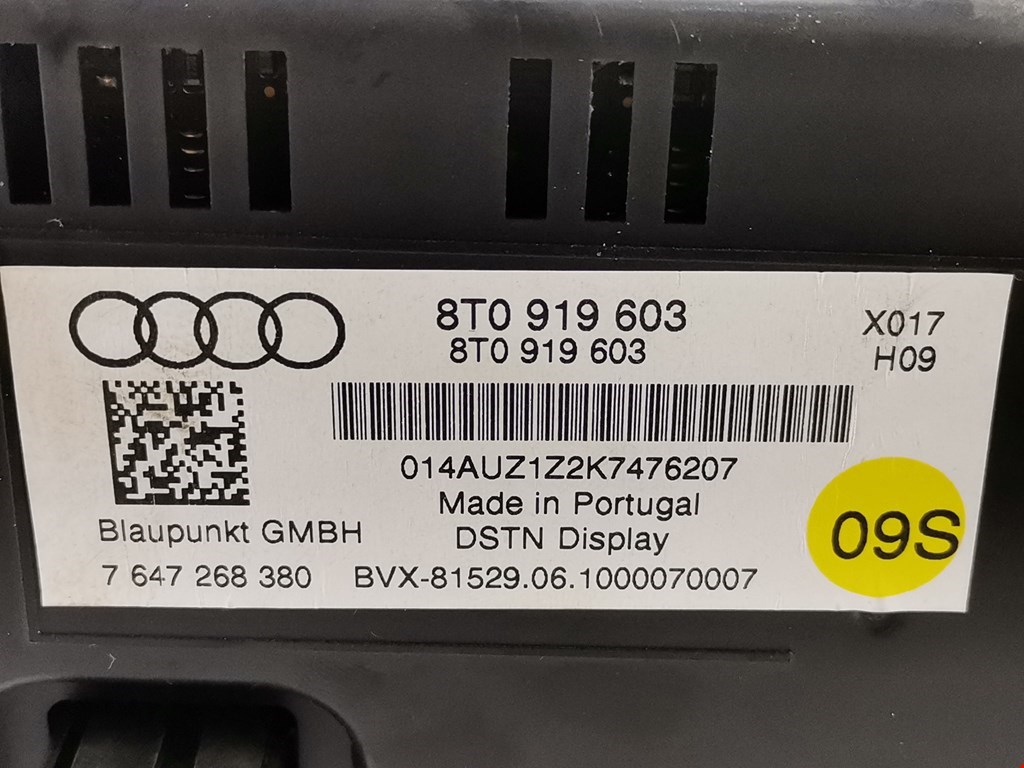 8T0 919 603
8T0 919 603
X017
H09
014AUZ1Z2K7476207
Made in Portugal
Blaupunkt GMBH
DSTN Display
7 647 268 380
BVX-81529.06.1000070007
09S